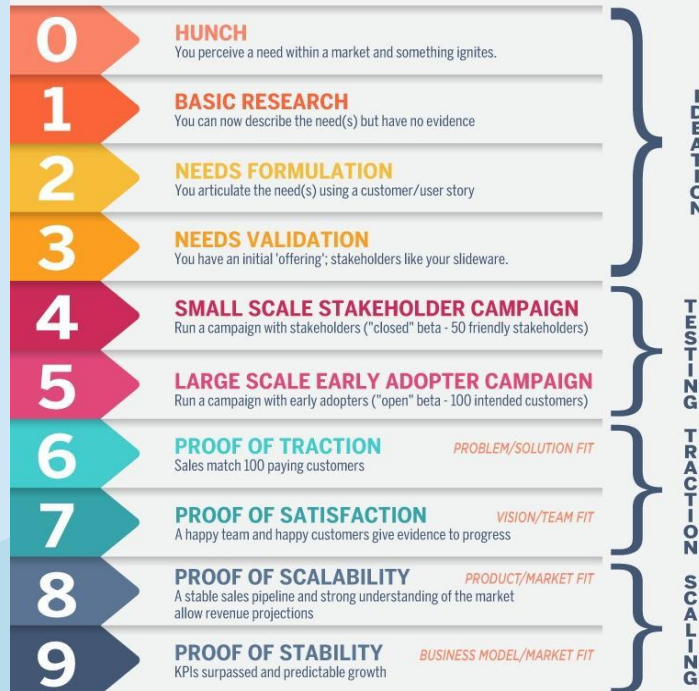 0
HUNCH
You perceive a need within a market and something ignites.
1
BASIC RESEARCH
You can now describe the need(s) but have no evidence
2
NEEDS FORMULATION
You articulate the need(s) using a customer/user story
3
NEEDS VALIDATION
You have an initial 'offering'; stakeholders like your slideware.
IDEATION
4
SMALL SCALE STAKEHOLDER CAMPAIGN
Run a campaign with stakeholders ("closed" beta - 50 friendly stakeholders)
5
LARGE SCALE EARLY ADOPTER CAMPAIGN
Run a campaign with early adopters ("open" beta - 100 intended customers)
TESTING
6
PROOF OF TRACTION PROBLEM/SOLUTION FIT
Sales match 100 paying customers
7
PROOF OF SATISFACTION VISION/TEAM FIT
A happy team and happy customers give evidence to progress
TRACTION
8
PROOF OF SCALABILITY PRODUCT/MARKET FIT
A stable sales pipeline and strong understanding of the market
allow revenue projections
9
PROOF OF STABILITY BUSINESS MODEL/MARKET FIT
KPIs surpassed and predictable growth
SCALING